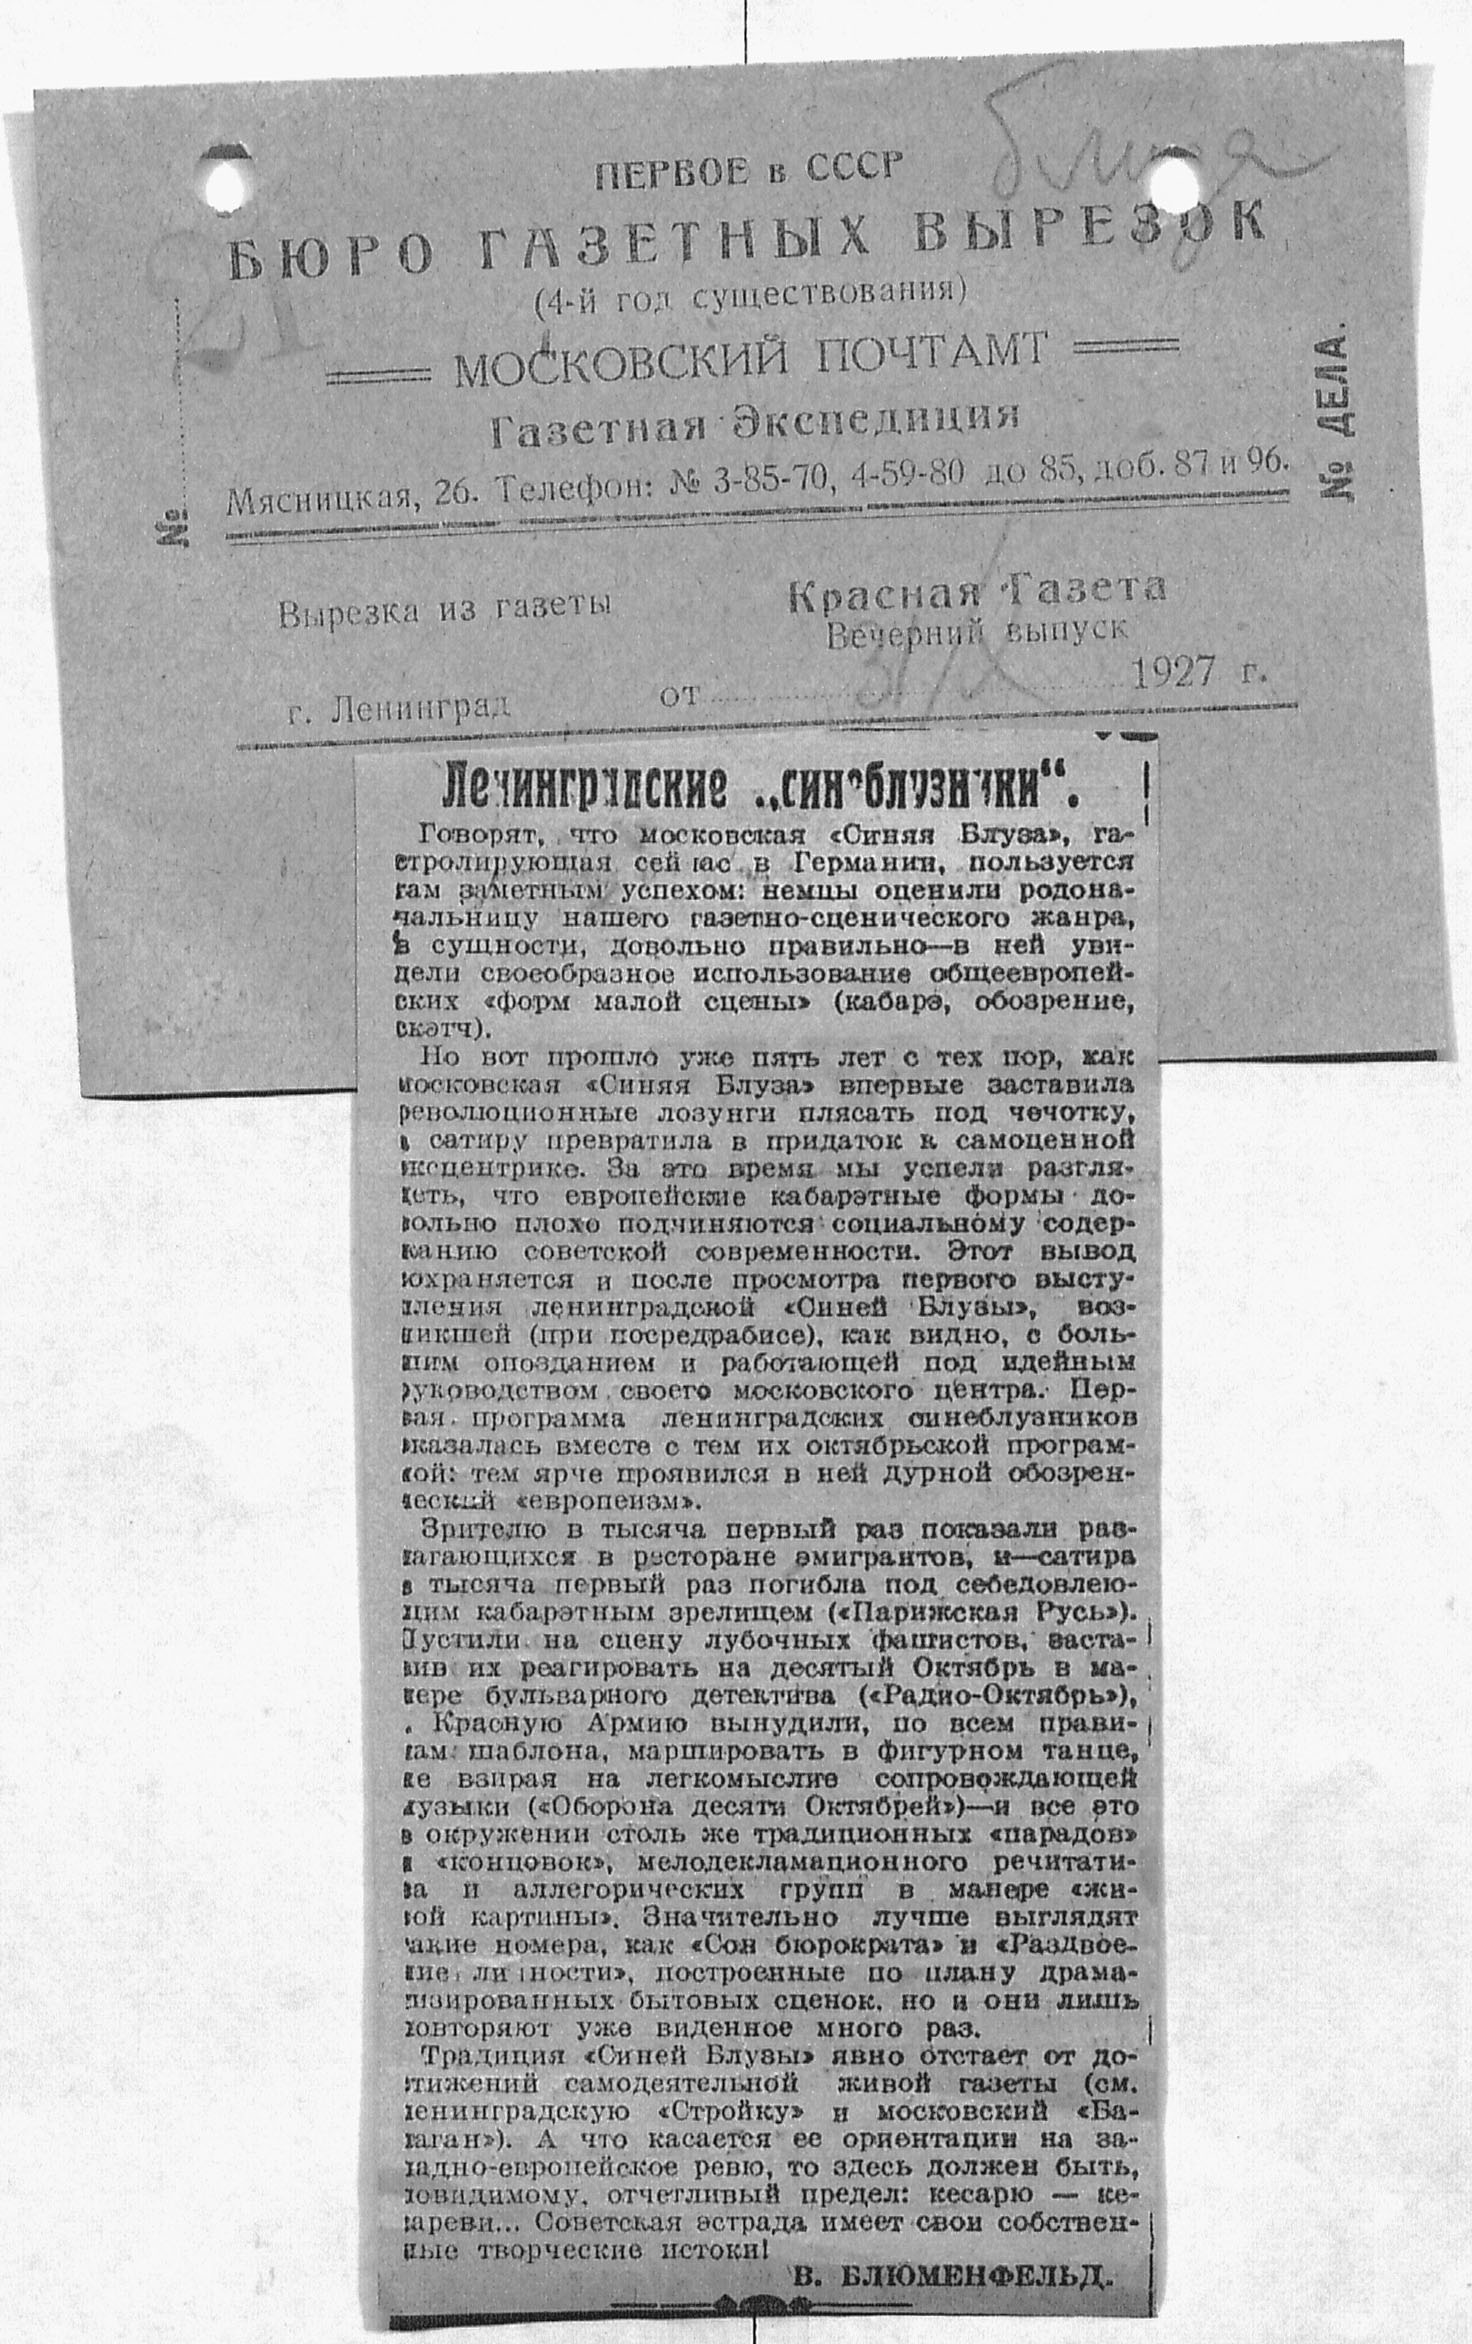 ПЕРВОЕ в СССР
БЮРО ГАЗЕТНЫХ ВЫРЕЗОК
(4-й год существования)
МОСКОВСКИЙ ПОЧТАМТ
Газетная Экспедиция
Мясницкая, 26. Телефон: № 3-85-70, 4-59-80 до 85, доб. 87 и 96.
№
№ ДЕЛА.
21
Вырезка из газеты
Красная Газета
Вечерний выпуск
г. Ленинград от 31/X 1927 г.
Ленинградские „синеблузники“.
Говорят, что московская «Синяя Блуза», га-
стролирующая сейчас в Германии, пользуется
там заметным успехом: немцы оценили родона-
чальницу нашего газетно-сценического жанра,
в сущности, довольно правильно—в ней уви-
дели своеобразное использование общеевропей-
ских «форм малой сцены» (кабарэ, обозрение,
скэтч).
Но вот прошло уже пять лет с тех пор, как
московская «Синяя Блуза» впервые заставила
революционные лозунги плясать под чечотку,
а сатиру превратила в придаток к самоценной
эксцентрике. За это время мы успели разгля-
деть, что европейские кабарэтные формы до-
вольно плохо подчиняются социальному содер-
жанию советской современности. Этот вывод
сохраняется и после просмотра первого высту-
пления ленинградской «Синей Блузы», воз-
никшей (при посредрабисе), как видно, с боль-
шим опозданием и работающей под идейным
руководством своего московского центра. Пер-
вая программа ленинградских синеблузников
оказалась вместе с тем их октябрьской програм-
мой: тем ярче проявился в ней дурной обозрен-
ческий «европеизм».
Зрителю в тысяча первый раз показали раз-
лагающихся в ресторане эмигрантов, и—сатира
в тысяча первый раз погибла под себедовлею-
щим кабарэтным зрелищем («Парижская Русь»).
Пустили на сцену лубочных фашистов, заста-
вив их реагировать на десятый Октябрь в ма-
нере бульварного детектива («Радио-Октябрь»),
Красную Армию вынудили, по всем прави-
лам шаблона, маршировать в фигурном танце,
не взирая на легкомыслие сопровождающей
музыки («Оборона десяти Октябрей»)—и все это
в окружении столь же традиционных «парадов»
и «концовок», мелодекламационного речитати-
ва и аллегорических групп в манере «жи-
вой картины». Значительно лучше выглядят
такие номера, как «Сон бюрократа» и «Раздвое-
ние личности», построенные по плану драма-
тизированных бытовых сценок, но и они лишь
повторяют уже виденное много раз.
Традиция «Синей Блузы» явно отстает от до-
стижений самодеятельной живой газеты (см.
ленинградскую «Стройку» и московский «Ба-
лаган»). А что касается ее ориентации на за-
падно-европейское ревю, то здесь должен быть,
повидимому, отчетливый предел: кесарю — ке-
сареви... Советская эстрада имеет свои собствен-
ные творческие истоки!
В. БЛЮМЕНФЕЛЬД.